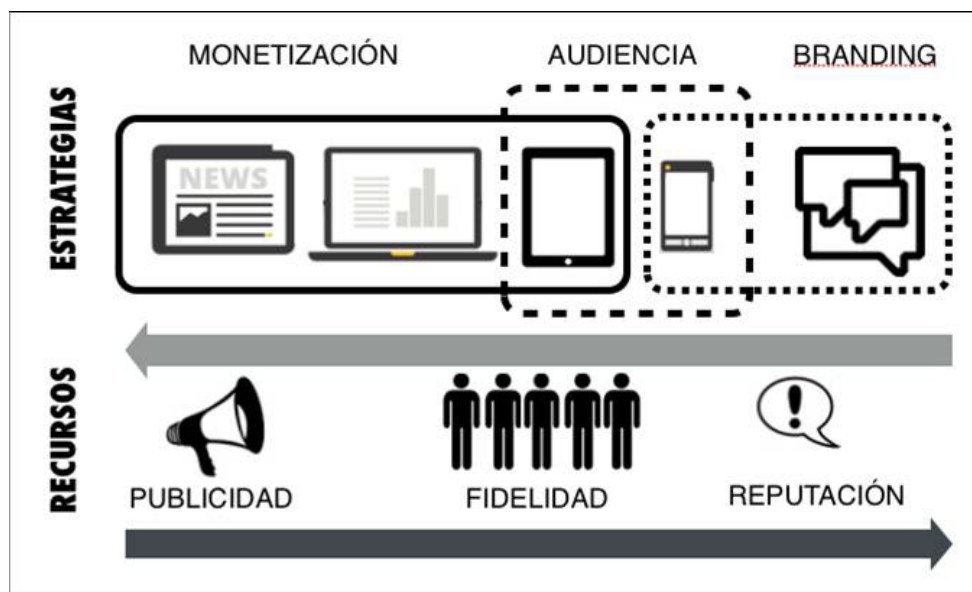 MONETIZACIÓN AUDIENCIA BRANDING
ESTRATEGIAS
NEWS
RECURSOS
PUBLICIDAD FIDELIDAD REPUTACIÓN